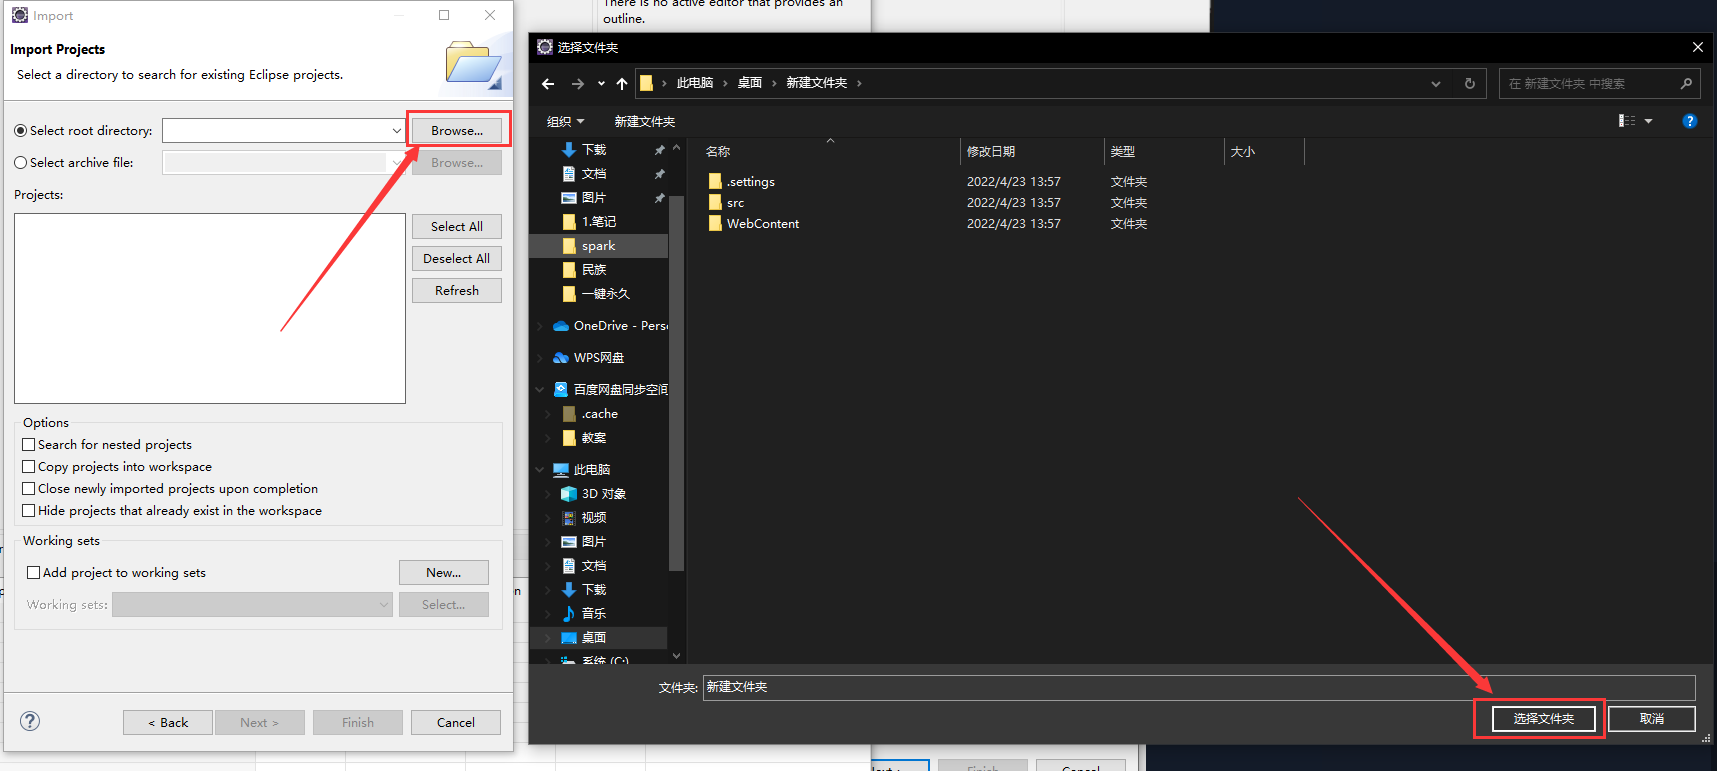 There is no active editor that provides an
outline.
Import
Import Projects
Select a directory to search for existing Eclipse projects.
Select root directory:
Browse...
Select archive file:
Browse...
Projects:
Select All
Deselect All
Refresh
Options
Search for nested projects
Copy projects into workspace
Close newly imported projects upon completion
Hide projects that already exist in the workspace
Working sets
Add project to working sets
New...
Working sets:
Select...
?
< Back
Next >
Finish
Cancel
选择文件夹
此电脑 › 桌面 › 新建文件夹 ›
在 新建文件夹 中搜索
组织
新建文件夹
?
下载
文档
图片
1.笔记
spark
民族
一键永久
OneDrive - Perso
WPS网盘
百度网盘同步空间
.cache
教案
此电脑
3D 对象
视频
图片
文档
下载
音乐
桌面
系统 (C:)
名称 修改日期 类型 大小
.settings 2022/4/23 13:57 文件夹
src 2022/4/23 13:57 文件夹
WebContent 2022/4/23 13:57 文件夹
文件夹: 新建文件夹
选择文件夹
取消
Finish
Cancel